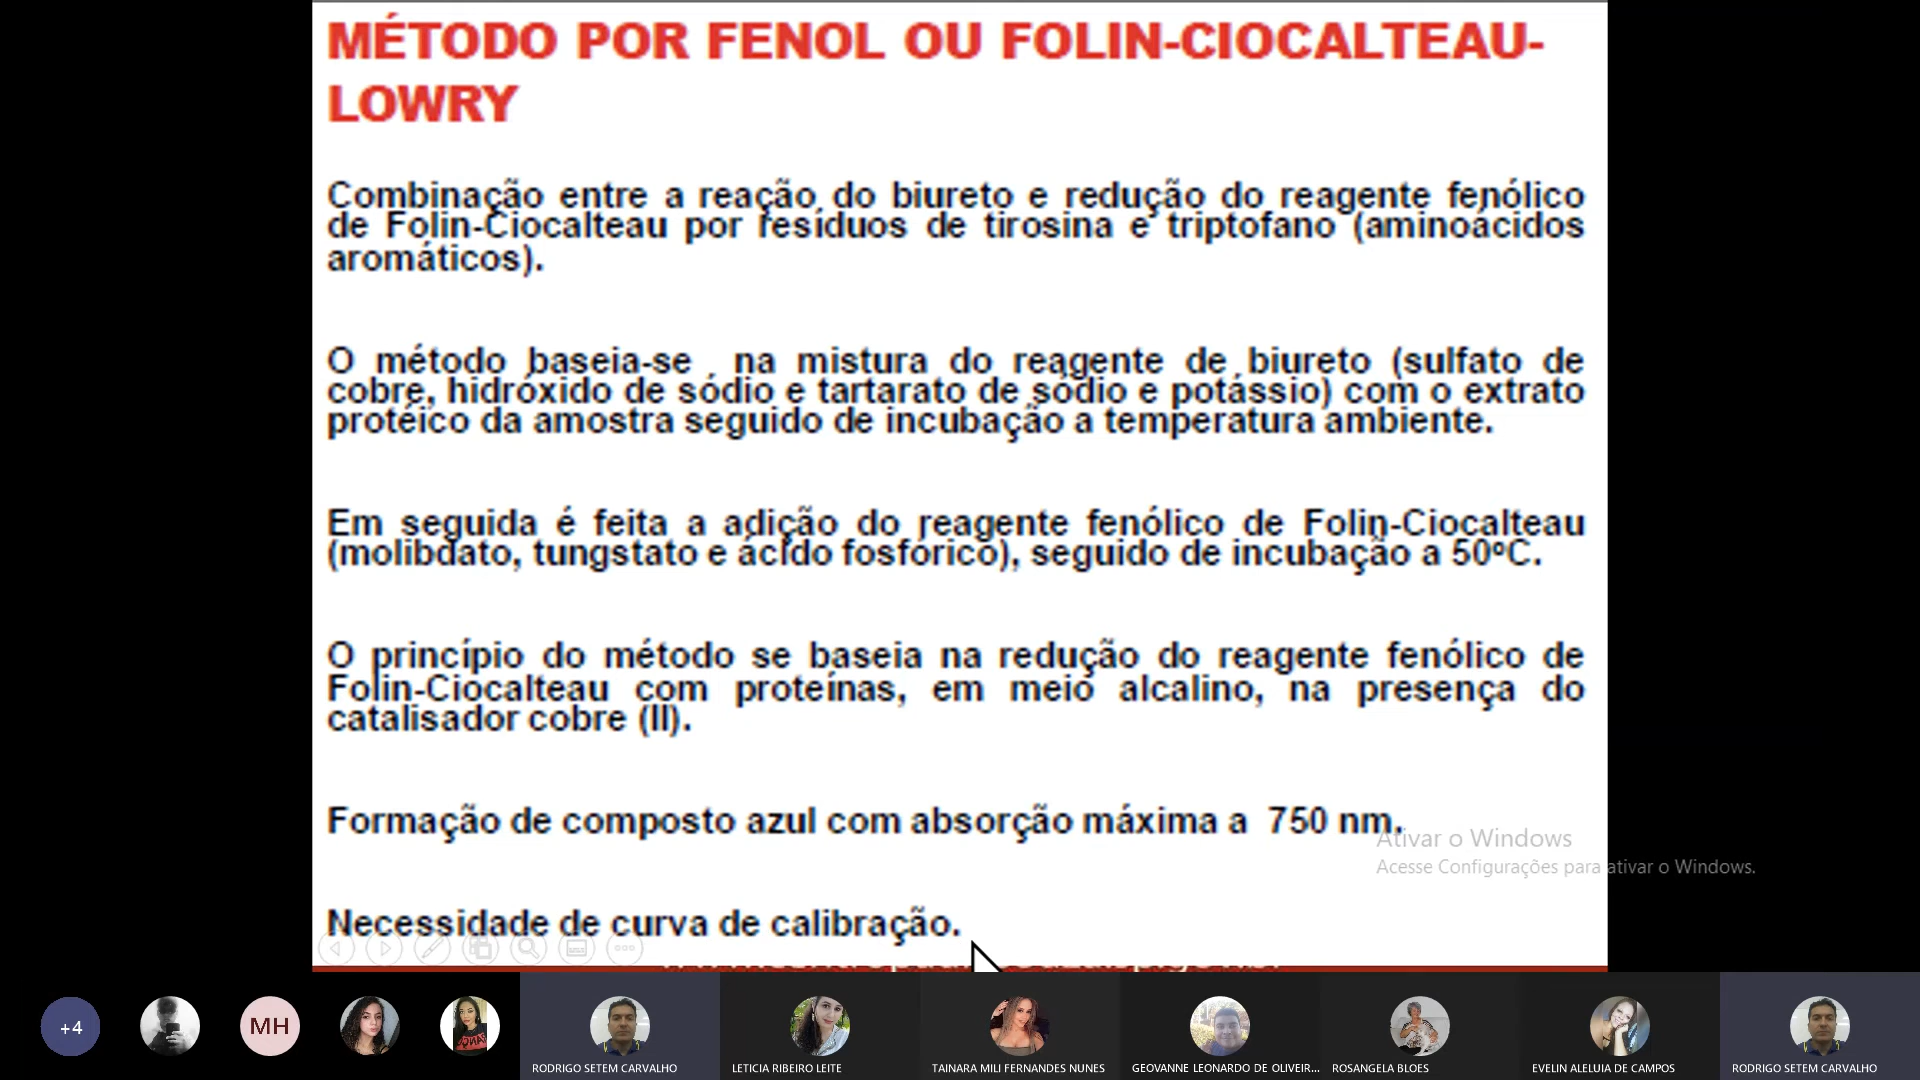 MÉTODO POR FENOL OU FOLIN-CIOCALTEAU-
LOWRY
Combinação entre a reação do biureto e redução do reagente fenólico
de Folin-Ciocalteau por resíduos de tirosina e triptofano (aminoácidos
aromáticos).
O método baseia-se na mistura do reagente de biureto (sulfato de
cobre, hidróxido de sódio e tartarato de sódio e potássio) com o extrato
protéico da amostra seguido de incubação a temperatura ambiente.
Em seguida é feita a adição do reagente fenólico de Folin-Ciocalteau
(molibdato, tungstato e ácido fosfórico), seguido de incubação a 50ºC.
O princípio do método se baseia na redução do reagente fenólico de
Folin-Ciocalteau com proteínas, em meio alcalino, na presença do
catalisador cobre (II).
Formação de composto azul com absorção máxima a 750 nm.
Ativar o Windows
Acesse Configurações para ativar o Windows.
Necessidade de curva de calibração.
+4
MH
RODRIGO SETEM CARVALHO
LETICIA RIBEIRO LEITE
TAINARA MILI FERNANDES NUNES
GEOVANNE LEONARDO DE OLIVEIR...
ROSANGELA BLOES
EVELIN ALELUIA DE CAMPOS
RODRIGO SETEM CARVALHO